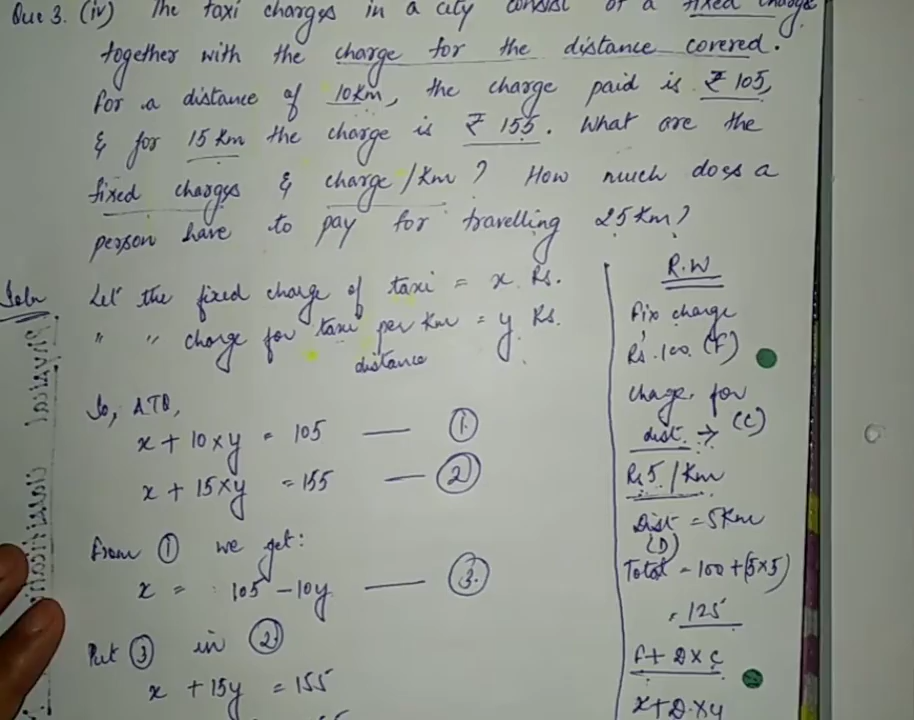 Que 3. (iv) The taxi charges in a city consist of a fixed charge
together with the charge for the distance covered.
for a distance of 10km, the charge paid is ₹ 105,
& for 15 km the charge is ₹ 155. What are the
fixed charges & charge / km ? How much does a
person have to pay for travelling 25 km?
Soln Let the fixed charge of taxi = x Rs.
" " charge for taxi per km = y Rs.
distance
So, ATQ,
x + 10xy = 105 — ①
x + 15xy = 155 — ②
From ① we get:
x = 105 - 10y — ③.
Put ③ in ②
x + 15y = 155
R.W
Fix charge
Rs. 100. (F)
Charge for
dist. → (C)
Rs 5. / km
Dist = 5km
(D)
Total = 100 + (5×5)
= 125
F + D × C
x + D. xy